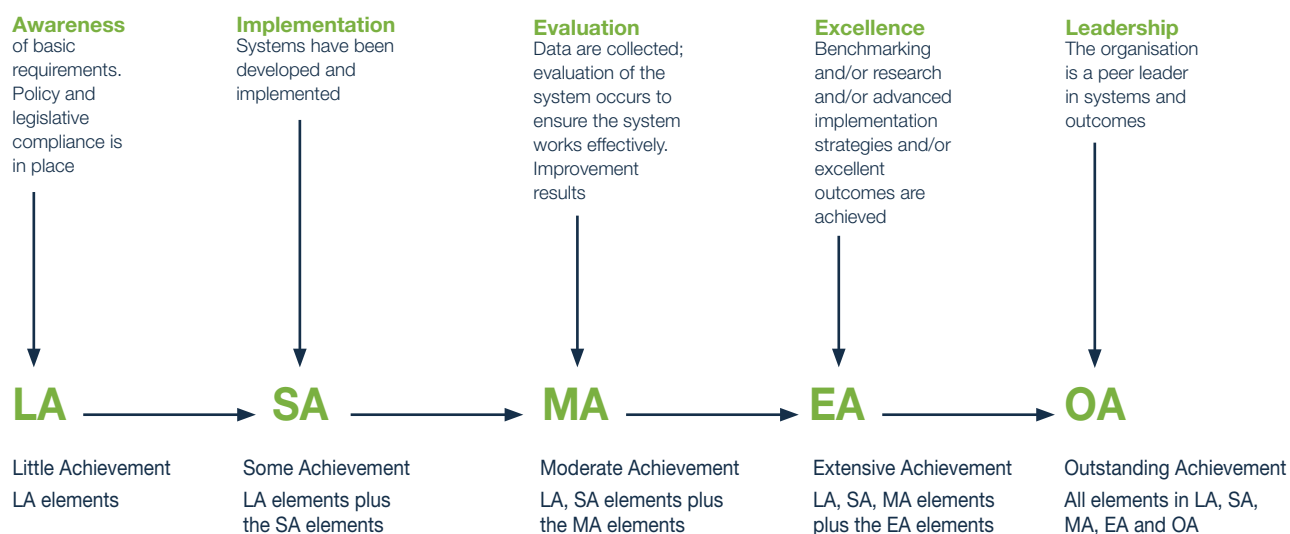 Awareness
of basic
requirements.
Policy and
legislative
compliance is
in place
Implementation
Systems have been
developed and
implemented
Evaluation
Data are collected;
evaluation of the
system occurs to
ensure the system
works effectively.
Improvement
results
Excellence
Benchmarking
and/or research
and/or advanced
implementation
strategies and/or
excellent
outcomes are
achieved
Leadership
The organisation
is a peer leader
in systems and
outcomes
LA
SA
MA
EA
OA
Little Achievement
LA elements
Some Achievement
LA elements plus
the SA elements
Moderate Achievement
LA, SA elements plus
the MA elements
Extensive Achievement
LA, SA, MA elements
plus the EA elements
Outstanding Achievement
All elements in LA, SA,
MA, EA and OA